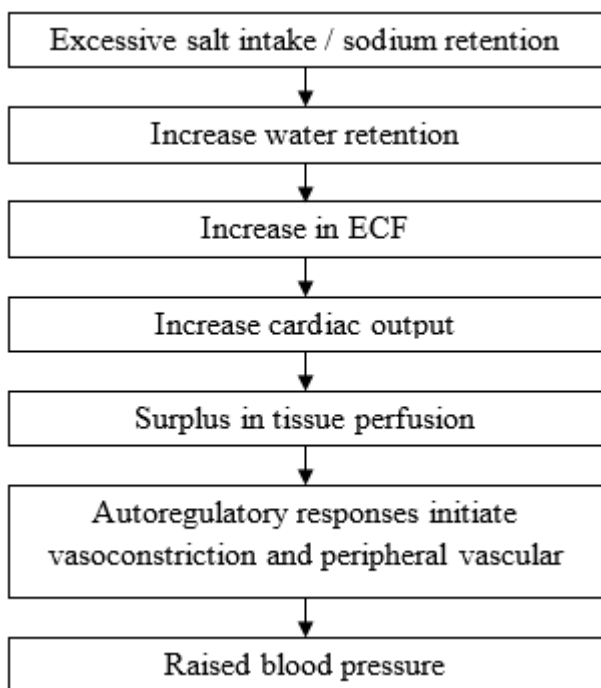 Excessive salt intake / sodium retention
Increase water retention
Increase in ECF
Increase cardiac output
Surplus in tissue perfusion
Autoregulatory responses initiate
vasoconstriction and peripheral vascular
Raised blood pressure